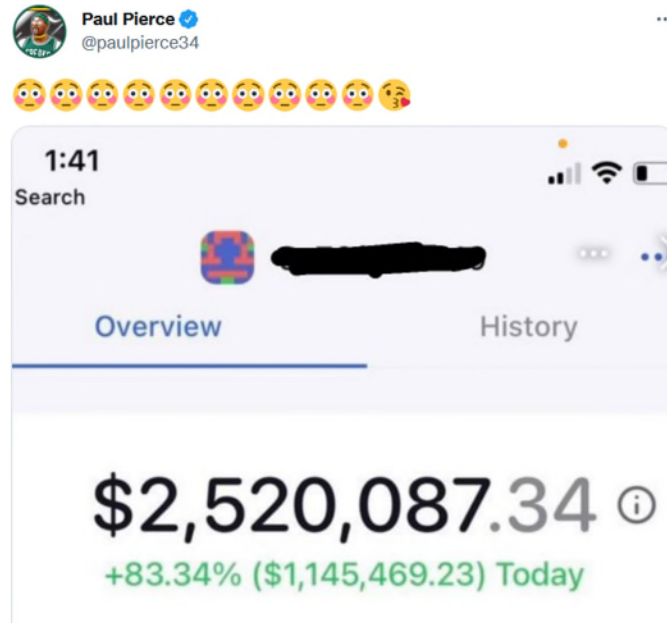 Paul Pierce
@paulpierce34
😳😳😳😳😳😳😳😳😳😳😘
1:41
Search
Overview
History
$2,520,087.34
+83.34% ($1,145,469.23) Today